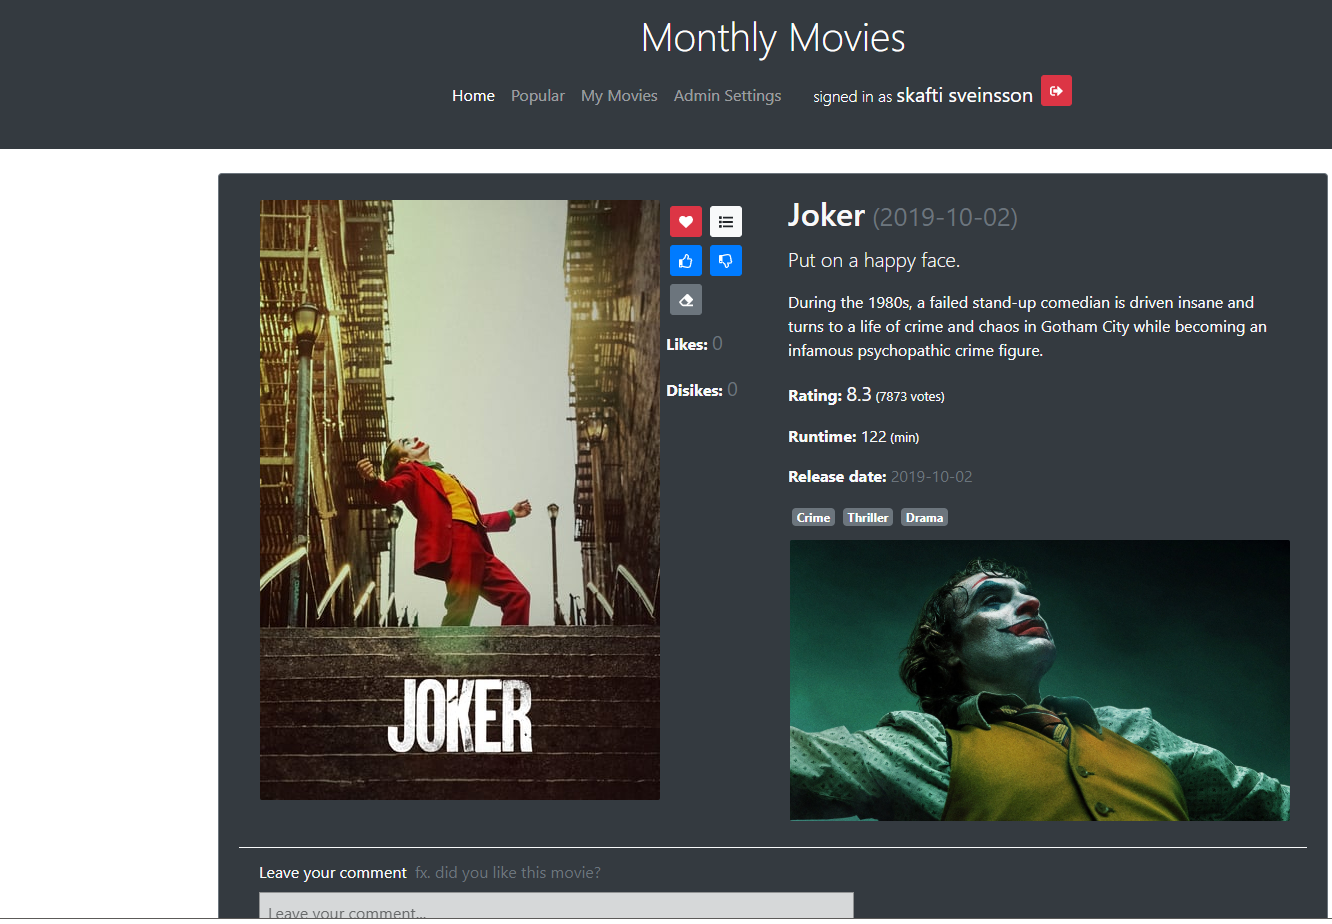 Monthly Movies
Home Popular My Movies Admin Settings signed in as skafti sveinsson
Joker (2019-10-02)
Put on a happy face.
During the 1980s, a failed stand-up comedian is driven insane and
turns to a life of crime and chaos in Gotham City while becoming an
infamous psychopathic crime figure.
Likes: 0
Disikes: 0
Rating: 8.3 (7873 votes)
Runtime: 122 (min)
Release date: 2019-10-02
Crime Thriller Drama
JOKER
Leave your comment fx. did you like this movie?
Leave your comment...